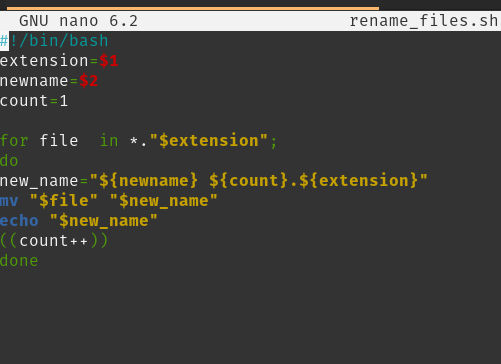 GNU nano 6.2 rename_files.sh
#!/bin/bash
extension=$1
newname=$2
count=1
for file  in *."$extension";
do
new_name="${newname} ${count}.${extension}"
mv "$file" "$new_name"
echo "$new_name"
((count++))
done